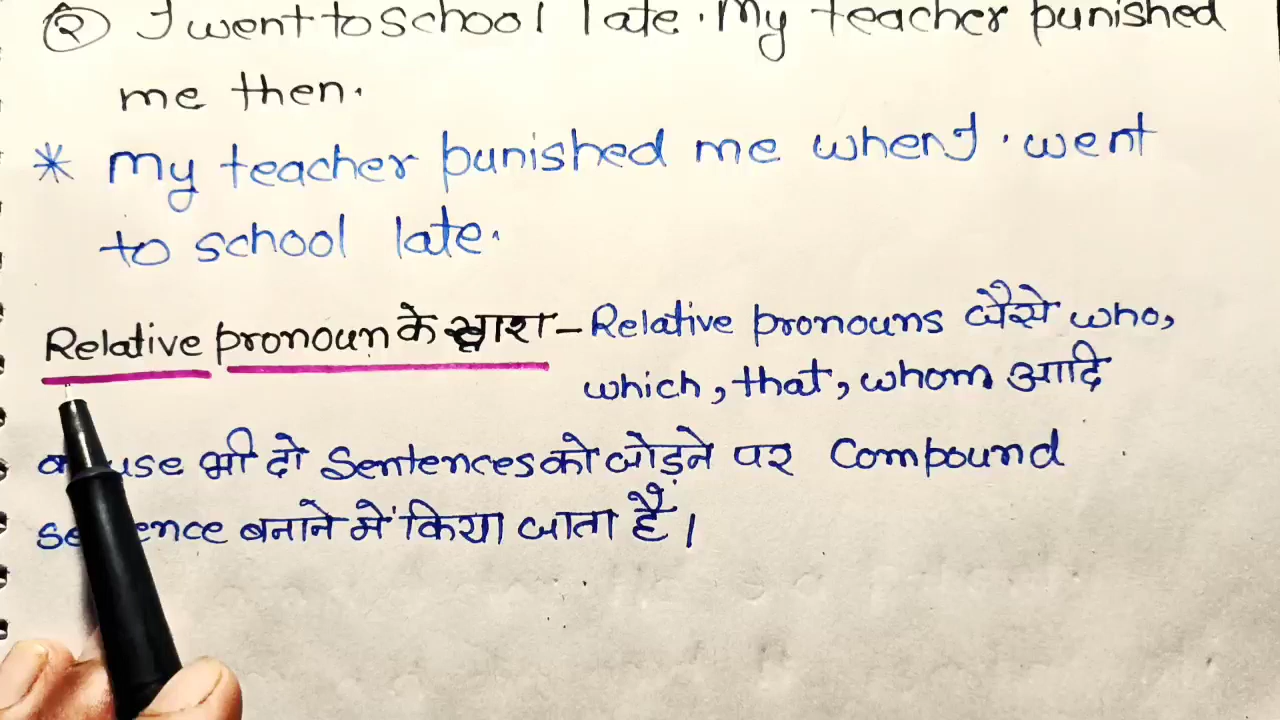 ② I went to school late. My teacher punished
me then.
* My teacher punished me when I went
to school late.
Relative pronoun के द्वारा – Relative pronouns जैसे who,
which, that, whom आदि
use भी दो Sentences को जोड़ने पर Compound
बनाने में किया जाता है।